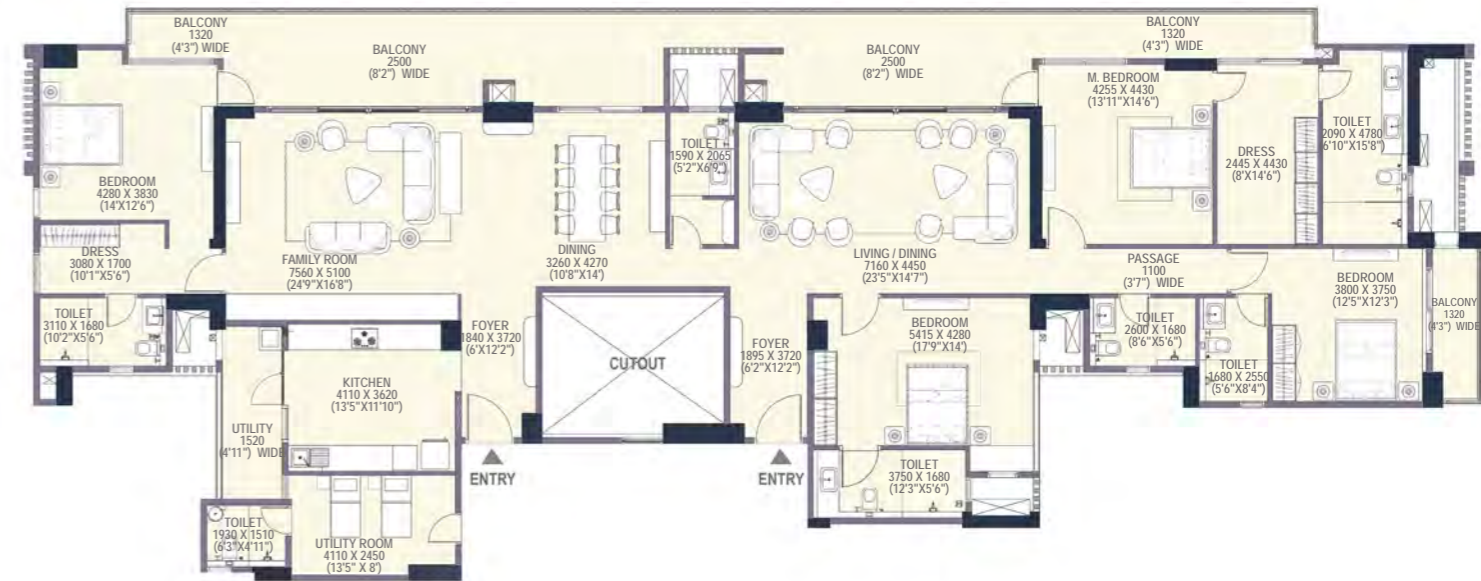 BALCONY
1320
(4'3") WIDE
BALCONY
2500
(8'2") WIDE
BALCONY
2500
(8'2") WIDE
BALCONY
1320
(4'3") WIDE
BEDROOM
4280 X 3830
(14'X12'6")
TOILET
1590 X 2065
(5'2"X6'9")
M. BEDROOM
4255 X 4430
(13'11"X14'6")
DRESS
2445 X 4430
(8'X14'6")
TOILET
2090 X 4780
(6'10"X15'8")
DRESS
3080 X 1700
(10'1"X5'6")
FAMILY ROOM
7560 X 5100
(24'9"X16'8")
DINING
3260 X 4270
(10'8"X14')
LIVING / DINING
7160 X 4450
(23'5"X14'7")
PASSAGE
1100
(3'7") WIDE
BEDROOM
3800 X 3750
(12'5"X12'3")
BALCONY
1320
(4'3") WIDE
TOILET
3110 X 1680
(10'2"X5'6")
FOYER
1840 X 3720
(6'X12'2")
CUTOUT
FOYER
1895 X 3720
(6'2"X12'2")
BEDROOM
5415 X 4280
(17'9"X14')
TOILET
2600 X 1680
(8'6"X5'6")
TOILET
1680 X 2550
(5'6"X8'4")
KITCHEN
4110 X 3620
(13'5"X11'10")
UTILITY
1520
(4'11") WIDE
ENTRY
ENTRY
TOILET
3750 X 1680
(12'3"X5'6")
TOILET
1930 X 1510
(6'3"X4'11")
UTILITY ROOM
4110 X 2450
(13'5" X 8')